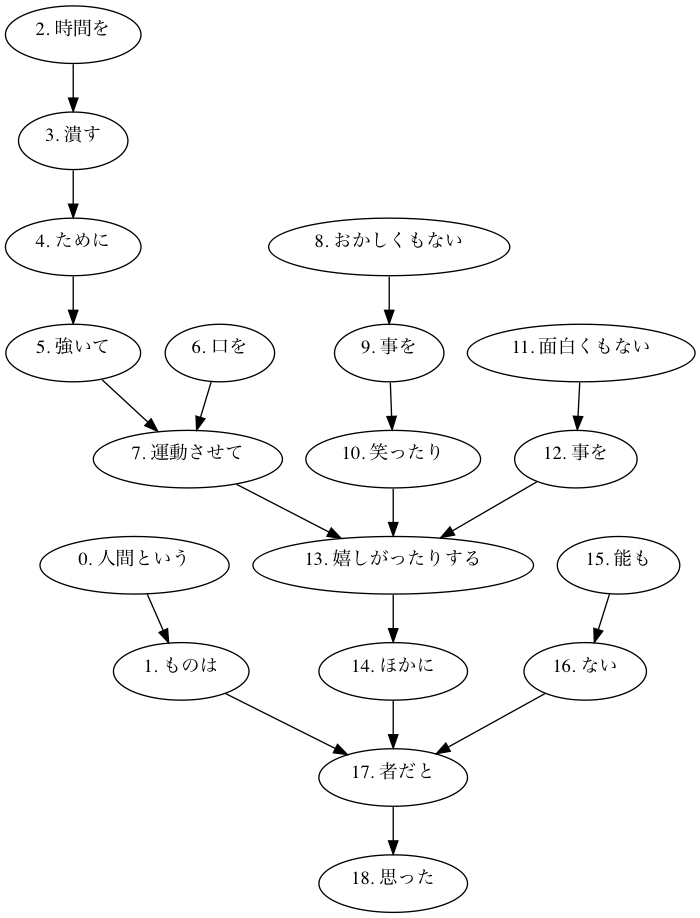 2. 時間を
3. 潰す
4. ために
8. おかしくもない
5. 強いて
6. 口を
9. 事を
11. 面白くもない
7. 運動させて
10. 笑ったり
12. 事を
0. 人間という
13. 嬉しがったりする
15. 能も
1. ものは
14. ほかに
16. ない
17. 者だと
18. 思った